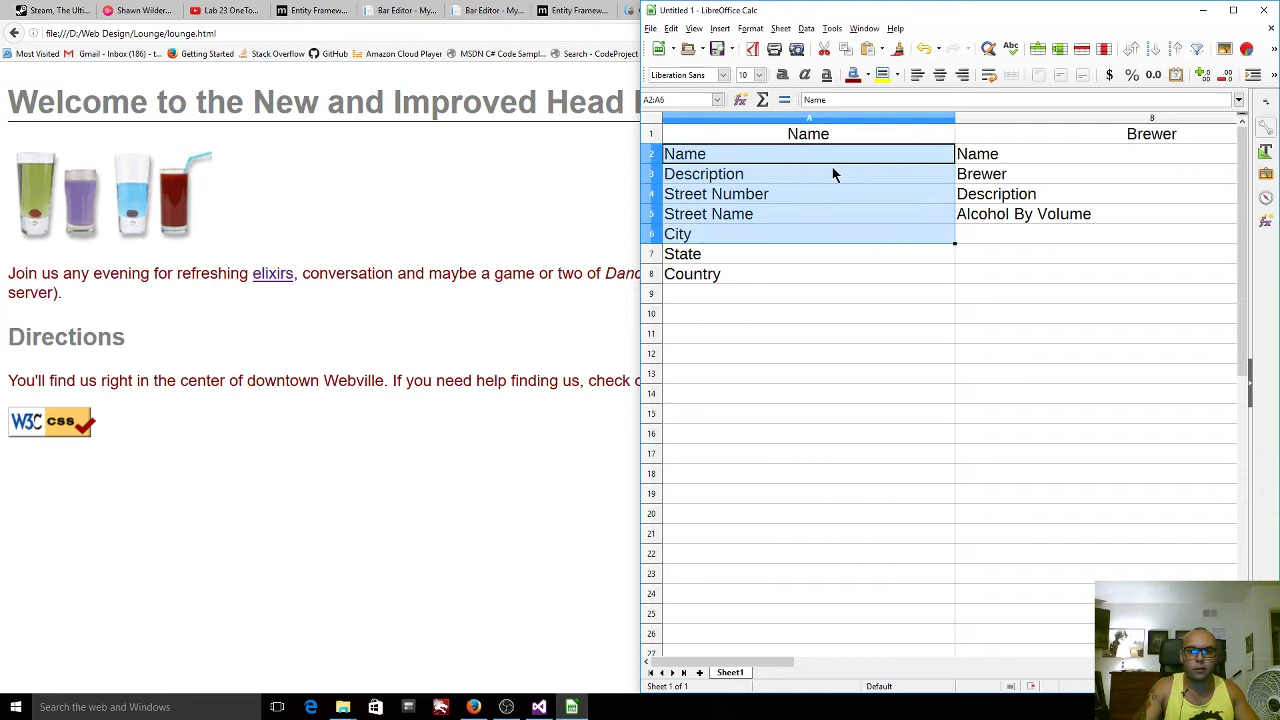 Steam, The Ulti...
Shawn Wilder...
Lab 23 OneTo...
Entity Framew...
Bar Editor - My...
Bar Editor - My...
Entity Framew...
file:///D:/Web Design/Lounge/lounge.html
Most Visited
Gmail - Inbox (186) - t...
Getting Started
Stack Overflow
GitHub
Amazon Cloud Player
MSDN C# Code Sampl...
Search - CodeProje
Welcome to the New and Improved Head
Join us any evening for refreshing elixirs, conversation and maybe a game or two of Danc
server).
Directions
You'll find us right in the center of downtown Webville. If you need help finding us, check o
W3C css
Search the web and Windows
Untitled 1 - LibreOffice Calc
File Edit View Insert Format Sheet Data Tools Window Help
Liberation Sans 10
A2:A6 Name
A B
1 Name Brewer
2 Name Name
3 Description Brewer
4 Street Number Description
5 Street Name Alcohol By Volume
6 City
7 State
8 Country
9
10
11
12
13
14
15
16
17
18
19
20
21
22
23
24
25
26
27
Sheet1
Sheet 1 of 1 Default